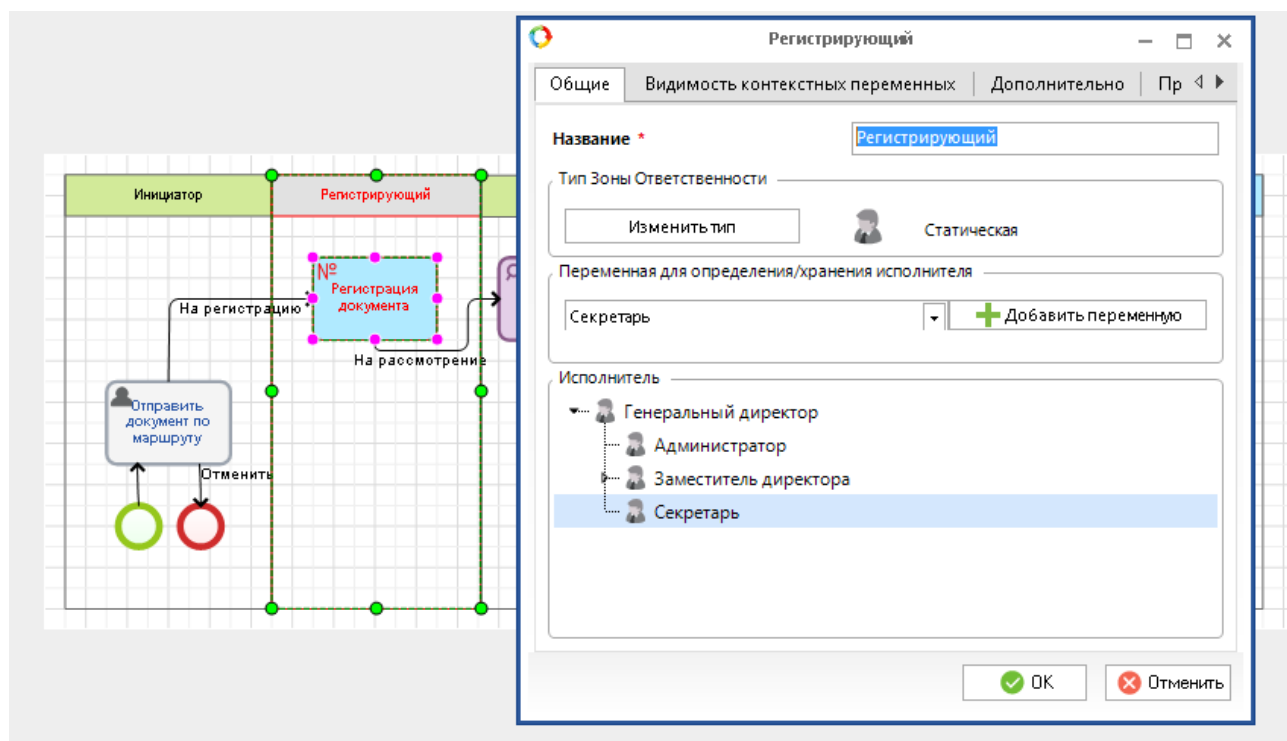 Инициатор
Регистрирующий
№
Регистрация
документа
На регистрацию
На рассмотрение
Отправить
документ по
маршруту
Отменить
Регистрирующий
Общие
Видимость контекстных переменных
Дополнительно
Пр
Название *
Регистрирующий
Тип Зоны Ответственности
Изменить тип
Статическая
Переменная для определения/хранения исполнителя
Секретарь
Добавить переменную
Исполнитель
Генеральный директор
Администратор
Заместитель директора
Секретарь
OK
Отменить